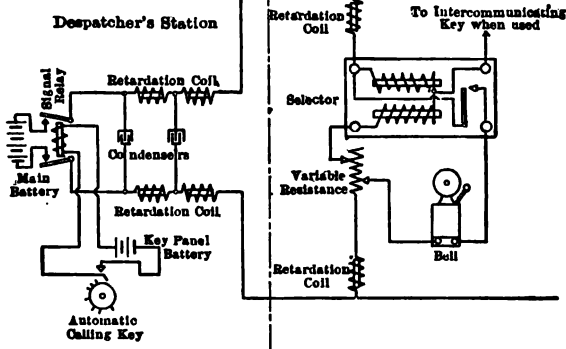 Despatcher's Station
Retardation
Coil
To Intercommunicating
Key when used
Signal
Relay
Retardation Coil
Selector
Condensers
Main
Battery
Variable
Resistance
Retardation Coil
Key Panel
Battery
Bell
Retardation
Coil
Automatic
Calling Key